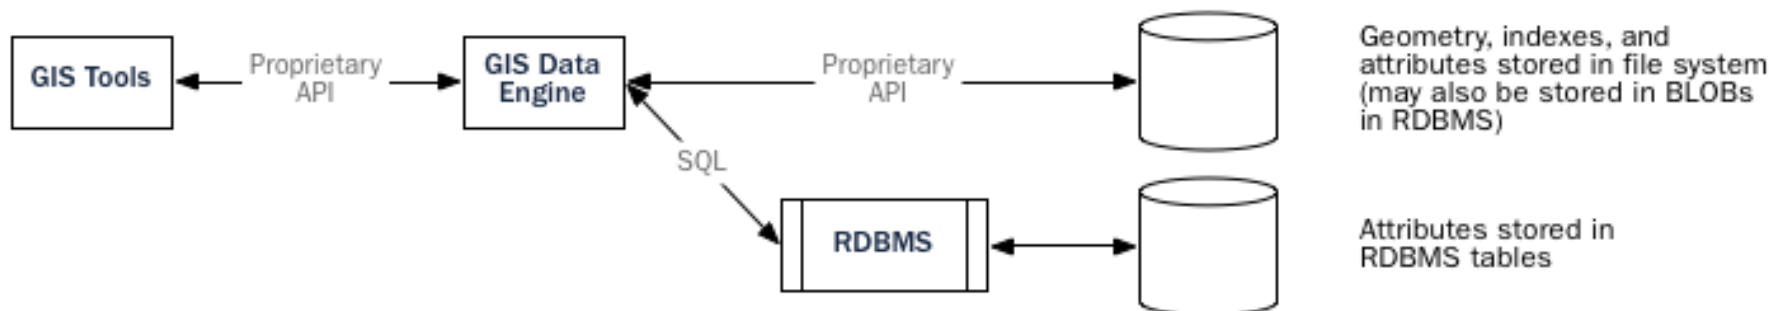 GIS Tools
Proprietary
API
GIS Data
Engine
Proprietary
API
Geometry, indexes, and
attributes stored in file system
(may also be stored in BLOBs
in RDBMS)
SQL
RDBMS
Attributes stored in
RDBMS tables